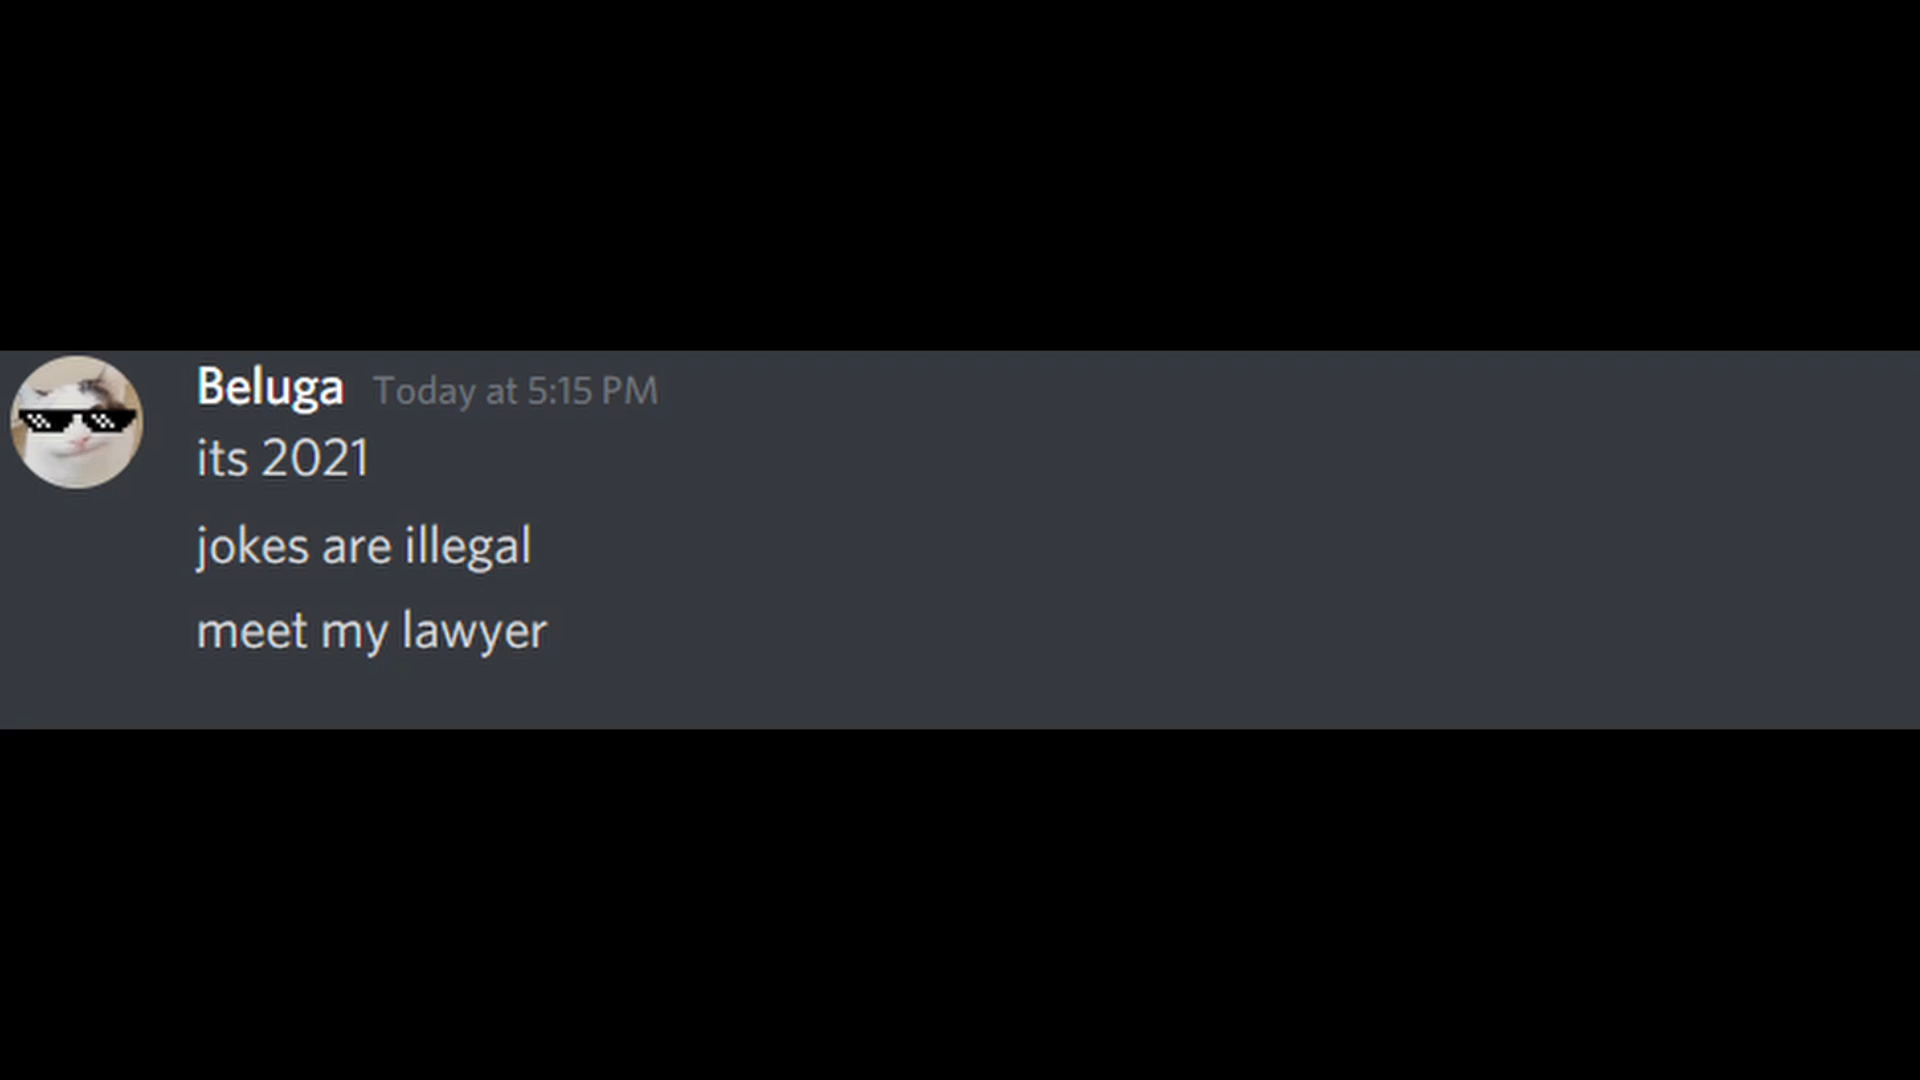 Beluga Today at 5:15 PM
its 2021
jokes are illegal
meet my lawyer